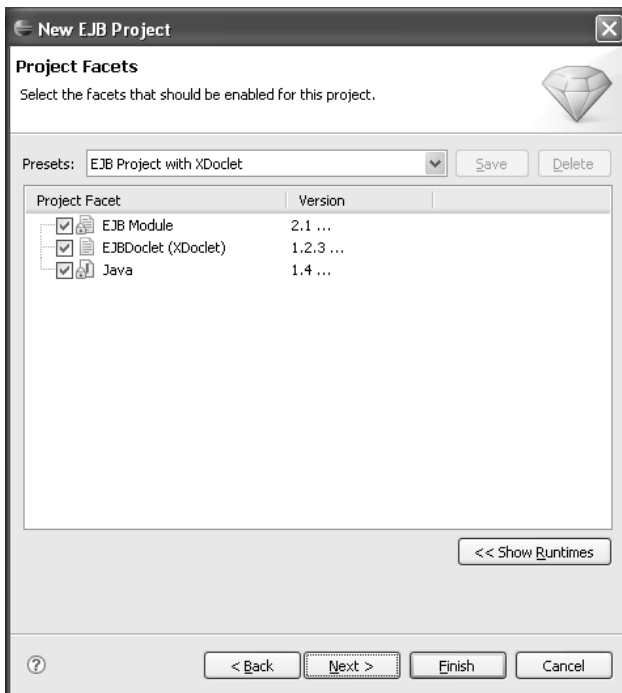 New EJB Project
Project Facets
Select the facets that should be enabled for this project.
Presets: EJB Project with XDoclet Save Delete
Project Facet Version
EJB Module 2.1 ...
EJBDoclet (XDoclet) 1.2.3 ...
Java 1.4 ...
<< Show Runtimes
? < Back Next > Finish Cancel